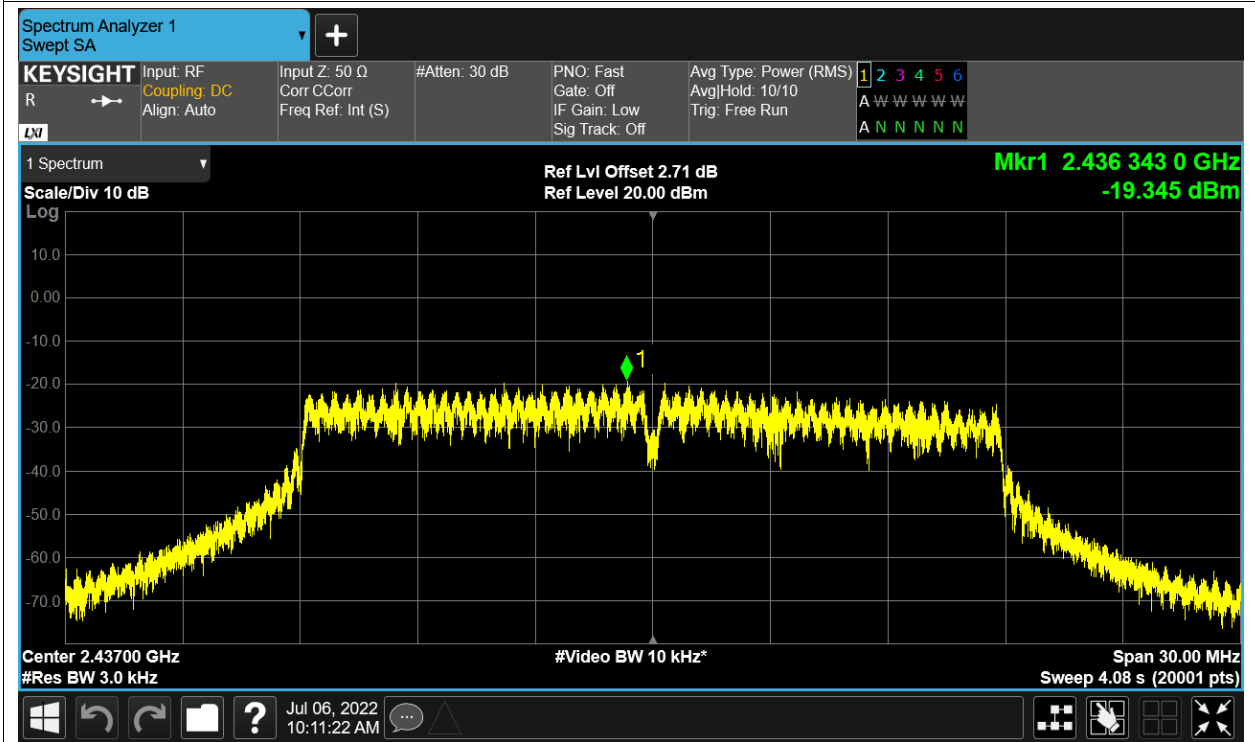 Spectrum Analyzer 1
Swept SA
+
KEYSIGHT
R
LXI
Input: RF
Coupling: DC
Align: Auto
Input Z: 50 Ω
Corr CCorr
Freq Ref: Int (S)
#Atten: 30 dB
PNO: Fast
Gate: Off
IF Gain: Low
Sig Track: Off
Avg Type: Power (RMS)
Avg|Hold: 10/10
Trig: Free Run
1 2 3 4 5 6
A W W W W W
A N N N N N
1 Spectrum
Scale/Div 10 dB
Log
Ref Lvl Offset 2.71 dB
Ref Level 20.00 dBm
Mkr1 2.436 343 0 GHz
-19.345 dBm
10.0
0.00
-10.0
-20.0
-30.0
-40.0
-50.0
-60.0
-70.0
1
Center 2.43700 GHz
#Res BW 3.0 kHz
#Video BW 10 kHz*
Span 30.00 MHz
Sweep 4.08 s (20001 pts)
?
Jul 06, 2022
10:11:22 AM